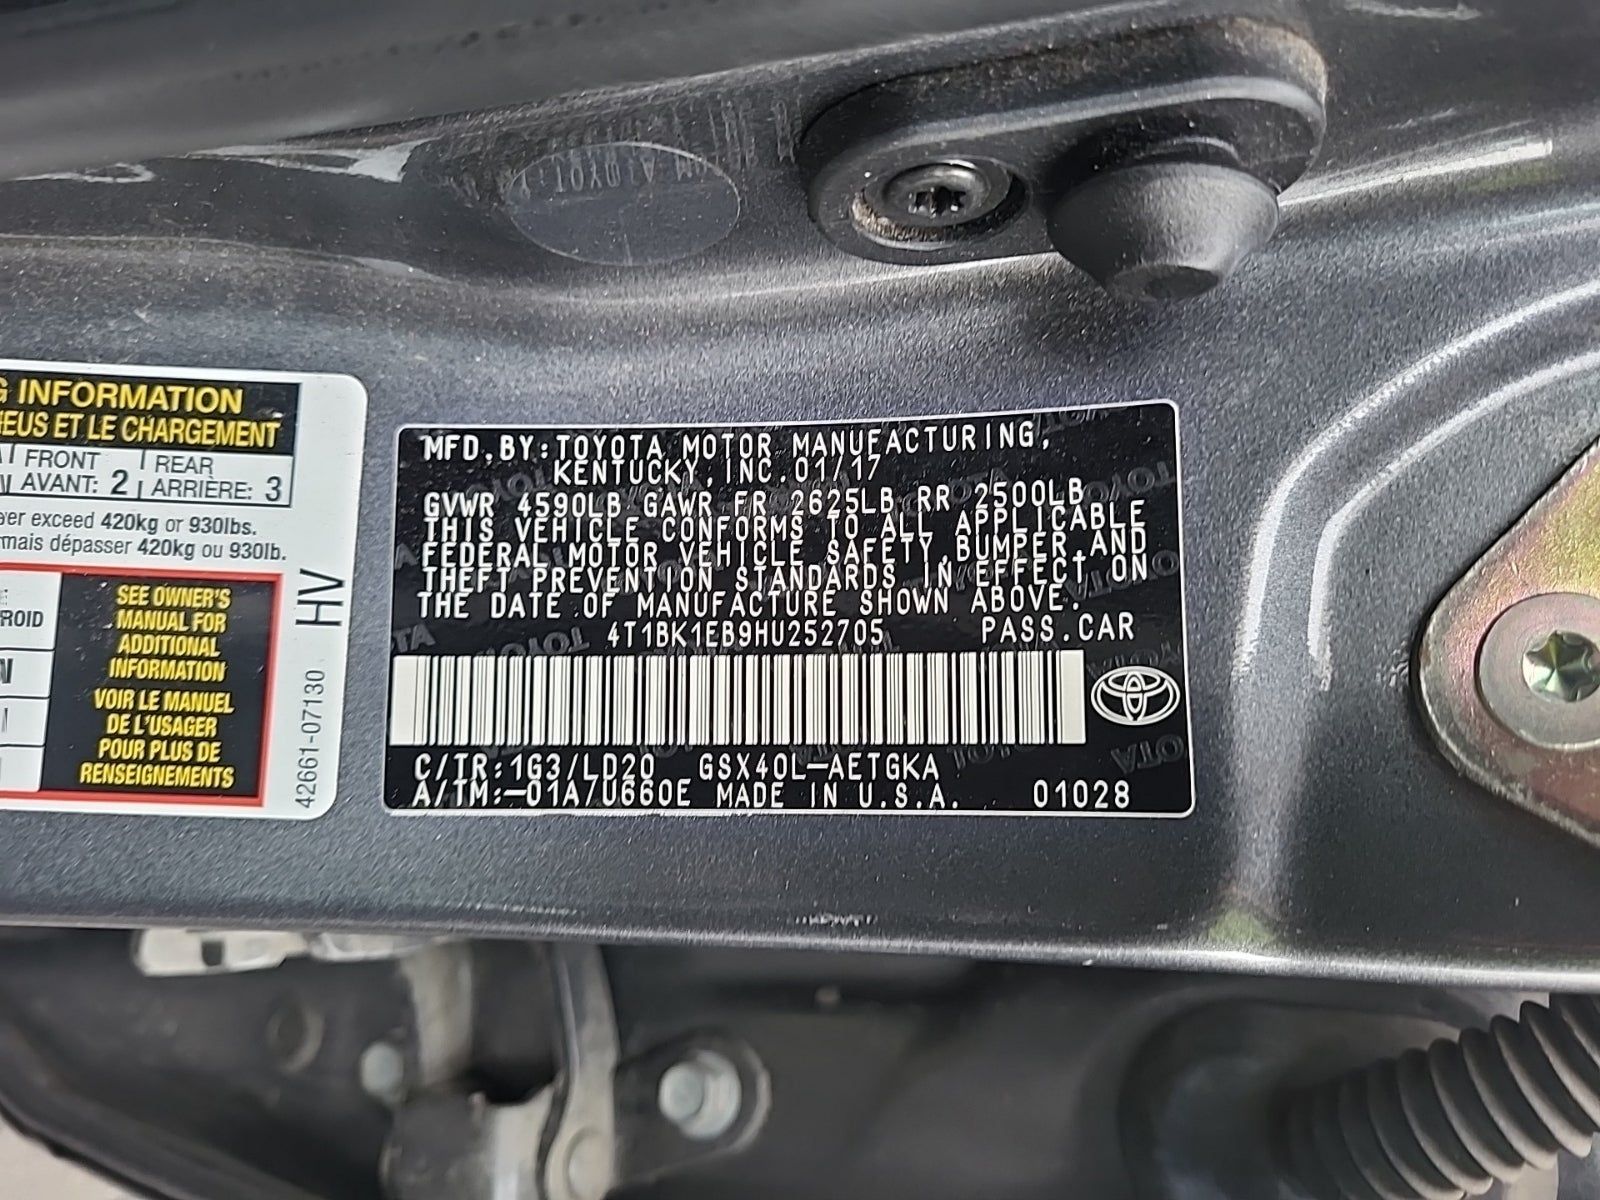 G INFORMATION
NEUS ET LE CHARGEMENT
FRONT
AVANT: 2
REAR
ARRIÈRE: 3
exceed 420kg or 930lbs.
mais dépasser 420kg ou 930lb.
ROID
SEE OWNER'S
MANUAL FOR
ADDITIONAL
INFORMATION
VOIR LE MANUEL
DE L'USAGER
POUR PLUS DE
RENSEIGNEMENTS
HV
42661-07130
MFD.BY:TOYOTA MOTOR MANUFACTURING,
KENTUCKY,INC.01/17
GVWR 4590LB GAWR FR 2625LB RR 2500LB
THIS VEHICLE CONFORMS TO ALL APPLICABLE
FEDERAL MOTOR VEHICLE SAFETY,BUMPER,AND
THEFT PREVENTION STANDARDS IN EFFECT ON
THE DATE OF MANUFACTURE SHOWN ABOVE.
4T1BK1EB9HU252705 PASS.CAR
C/TR:1G3/LD20 GSX40L-AETGKA
A/TM:-01A/U660E MADE IN U.S.A. 01028